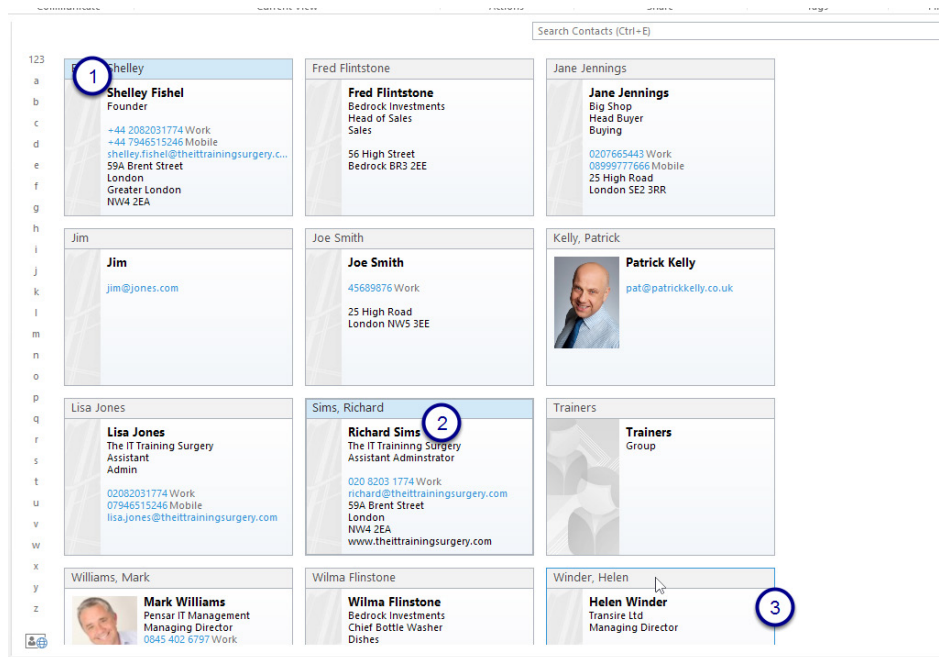 Search Contacts (Ctrl+E)
123
a
b
c
d
e
f
g
h
i
j
k
l
m
n
o
p
q
r
s
t
u
v
w
x
y
z
1
Shelley
Shelley Fishel
Founder
+44 2082031774 Work
+44 7946515246 Mobile
shelley.fishel@theittrainingsurgery.c...
59A Brent Street
London
Greater London
NW4 2EA
Fred Flintstone
Fred Flintstone
Bedrock Investments
Head of Sales
Sales
56 High Street
Bedrock BR3 2EE
Jane Jennings
Jane Jennings
Big Shop
Head Buyer
Buying
0207665443 Work
08999777666 Mobile
25 High Road
London SE2 3RR
Jim
Jim
jim@jones.com
Joe Smith
Joe Smith
45689876 Work
25 High Road
London NW5 3EE
Kelly, Patrick
Patrick Kelly
pat@patrickkelly.co.uk
Lisa Jones
Lisa Jones
The IT Training Surgery
Assistant
Admin
02082031774 Work
07946515246 Mobile
lisa.jones@theittrainingsurgery.com
Sims, Richard
2
Richard Sims
The IT Traininng Surgery
Assistant Adminstrator
020 8203 1774 Work
richard@theittrainingsurgery.com
59A Brent Street
London
NW4 2EA
www.theittrainingsurgery.com
Trainers
Trainers
Group
Williams, Mark
Mark Williams
Pensar IT Management
Managing Director
0845 402 6797 Work
Wilma Flinstone
Wilma Flinstone
Bedrock Investments
Chief Bottle Washer
Dishes
Winder, Helen
Helen Winder
Transire Ltd
Managing Director
3